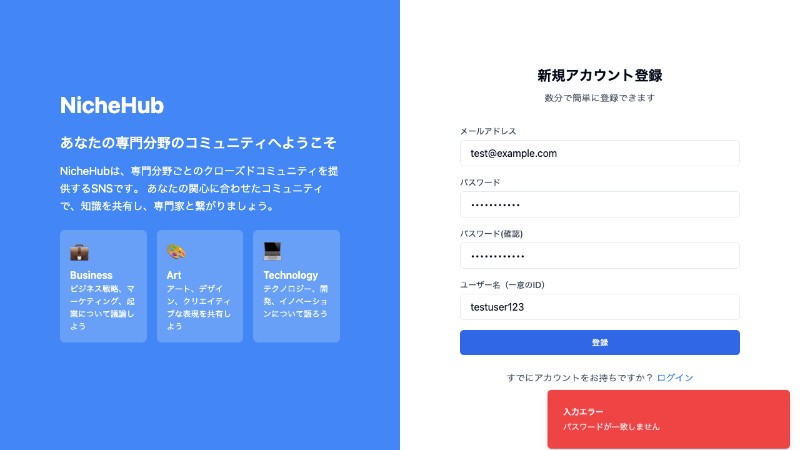 NicheHub
あなたの専門分野のコミュニティへようこそ
NicheHubは、専門分野ごとのクローズドコミュニティを提
供するSNSです。 あなたの関心に合わせたコミュニティ
で、知識を共有し、専門家と繋がりましょう。
Business
ビジネス戦略、マ
ーケティング、起
業について議論し
よう
Art
アート、デザイ
ン、クリエイティ
ブな表現を共有し
よう
Technology
テクノロジー、開
発、イノベーショ
ンについて語ろう
新規アカウント登録
数分で簡単に登録できます
メールアドレス
test@example.com
パスワード
•••••••••••
パスワード(確認)
••••••••••••
ユーザー名（一意のID）
testuser123
登録
すでにアカウントをお持ちですか？ ログイン
入力エラー
パスワードが一致しません